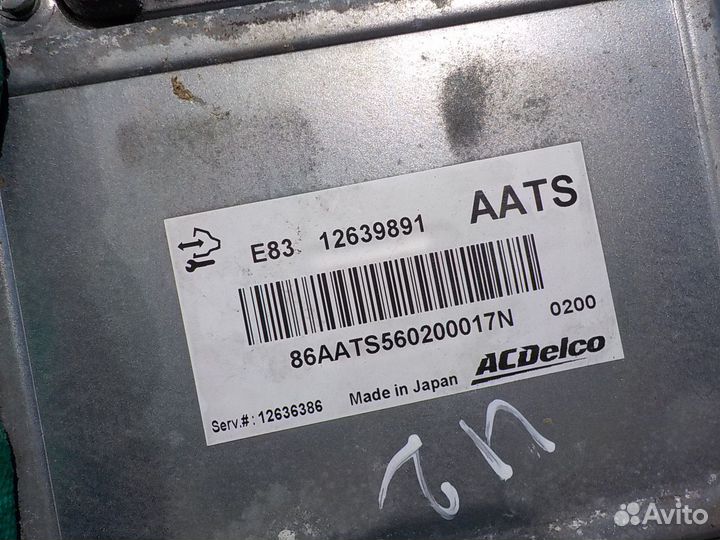 AATS
E83 12639891
86AATS560200017N 0200
Serv.#: 12636386 Made in Japan ACDelco
Avito